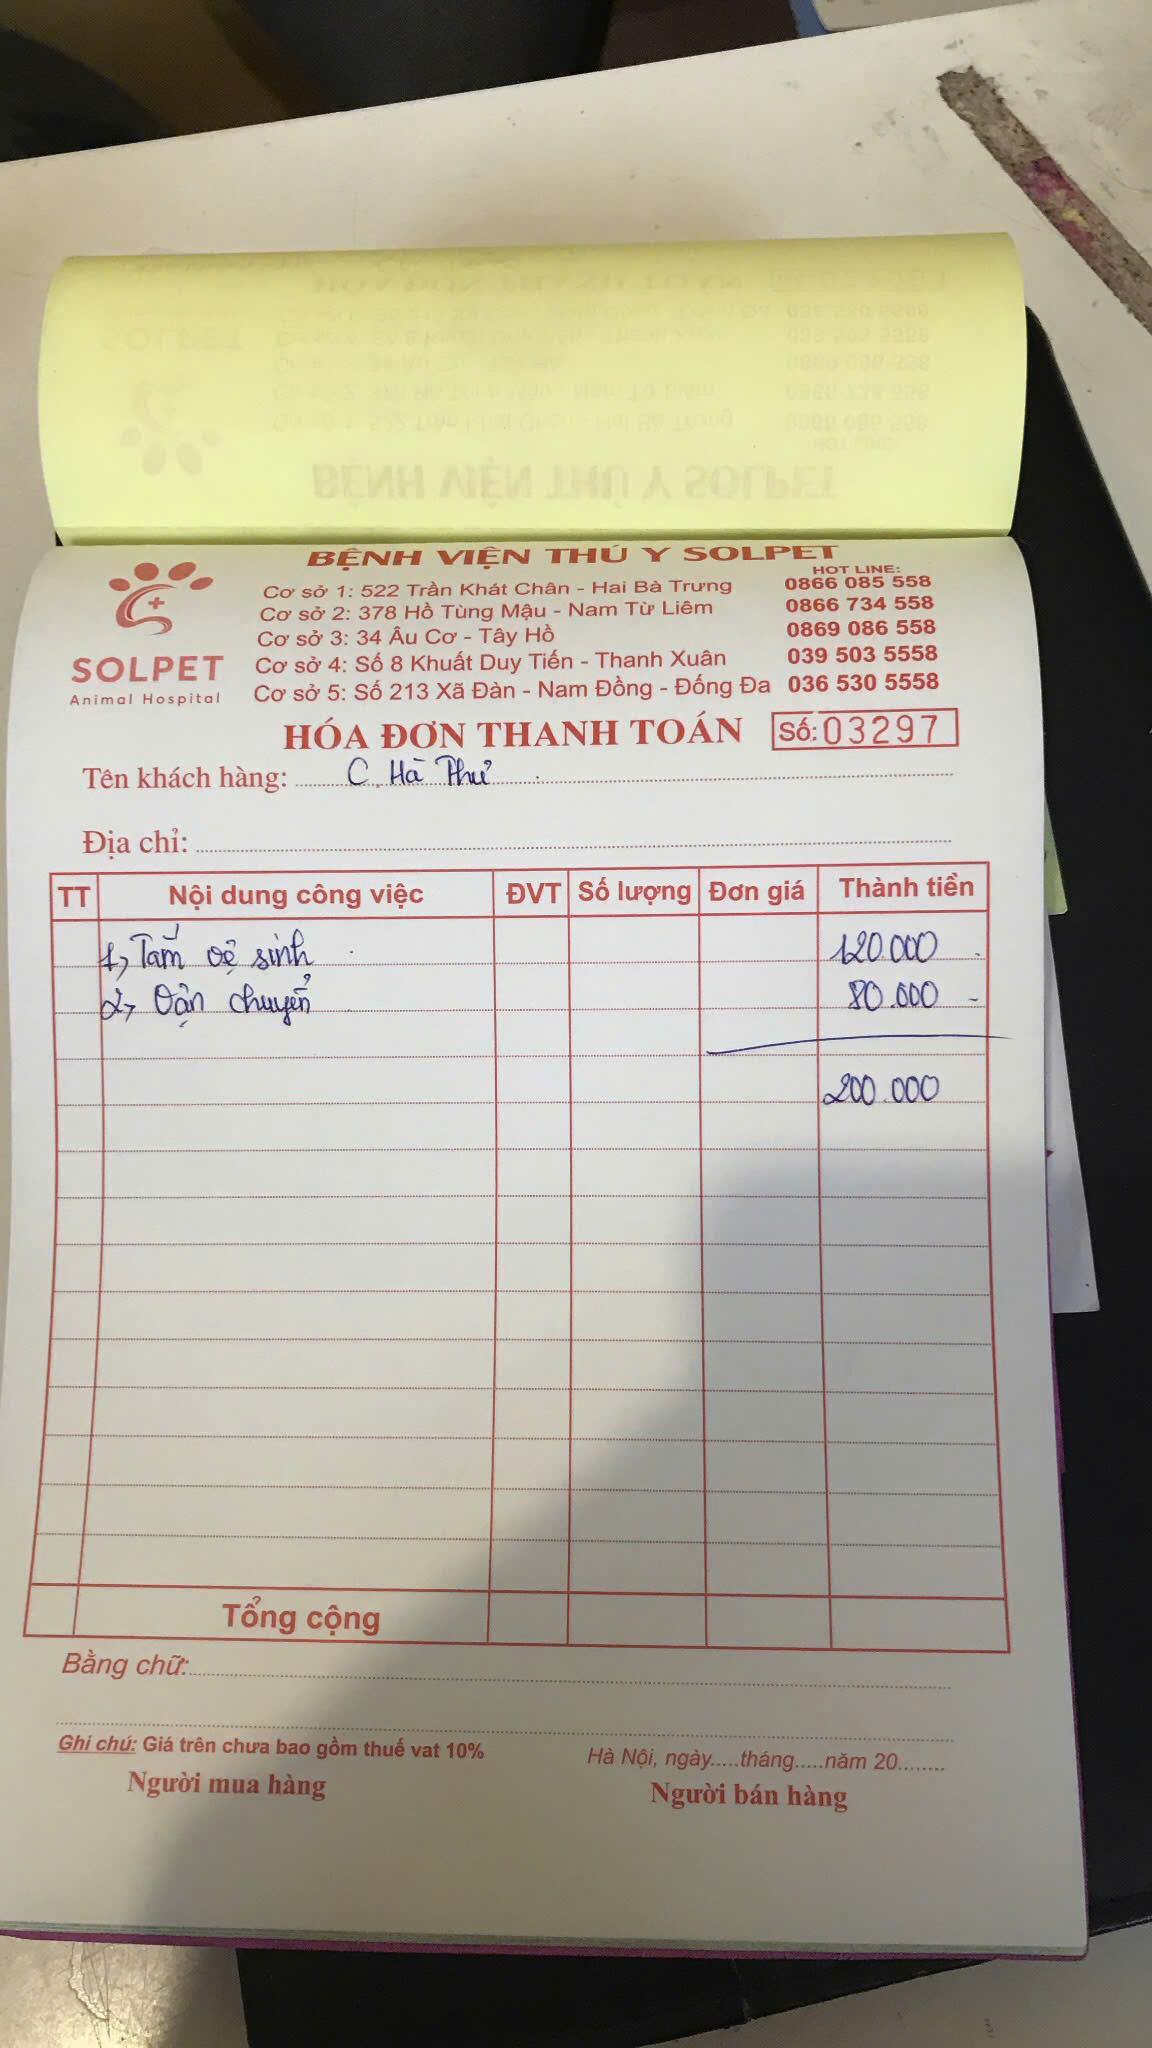 BỆNH VIỆN THÚ Y SOLPET
HOT LINE:
Cơ sở 1: 522 Trần Khát Chân - Hai Bà Trưng 0866 085 558
Cơ sở 2: 378 Hồ Tùng Mậu - Nam Từ Liêm 0866 734 558
Cơ sở 3: 34 Âu Cơ - Tây Hồ 0869 086 558
Cơ sở 4: Số 8 Khuất Duy Tiến - Thanh Xuân 039 503 5558
Cơ sở 5: Số 213 Xã Đàn - Nam Đồng - Đống Đa 036 530 5558
SOLPET
Animal Hospital
HÓA ĐƠN THANH TOÁN Số: 03297
Tên khách hàng: C. Hà Thư
Địa chỉ:
TT Nội dung công việc ĐVT Số lượng Đơn giá Thành tiền
1, Tắm vệ sinh 120.000
2, Vận chuyển 80.000
200.000
Tổng cộng
Bằng chữ:
Ghi chú: Giá trên chưa bao gồm thuế vat 10%
Hà Nội, ngày.....tháng.....năm 20........
Người mua hàng Người bán hàng